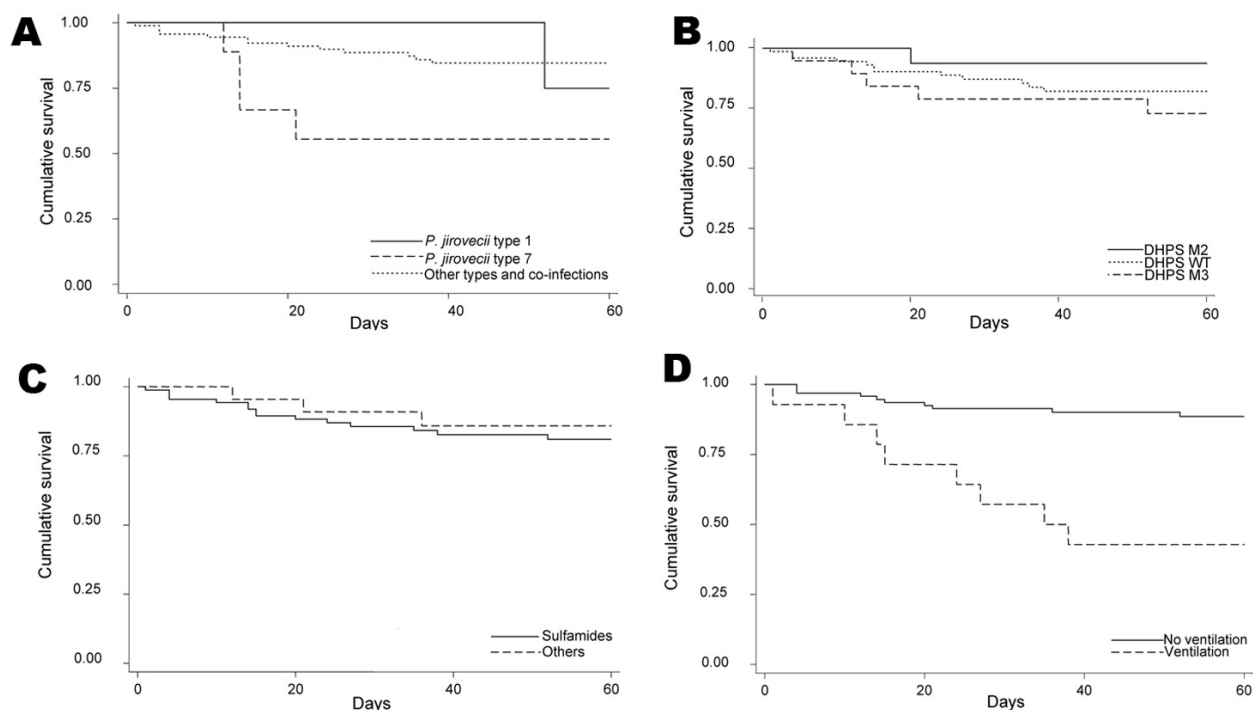 A
Cumulative survival
1.00
0.75
0.50
0.25
0.00
P. jirovecii type 1
P. jirovecii type 7
Other types and co-infections
0 20 40 60
Days
B
Cumulative survival
1.00
0.75
0.50
0.25
0.00
DHPS M2
DHPS WT
DHPS M3
0 20 40 60
Days
C
Cumulative survival
1.00
0.75
0.50
0.25
0.00
Sulfamides
Others
0 20 40 60
Days
D
Cumulative survival
1.00
0.75
0.50
0.25
0.00
No ventilation
Ventilation
0 20 40 60
Days